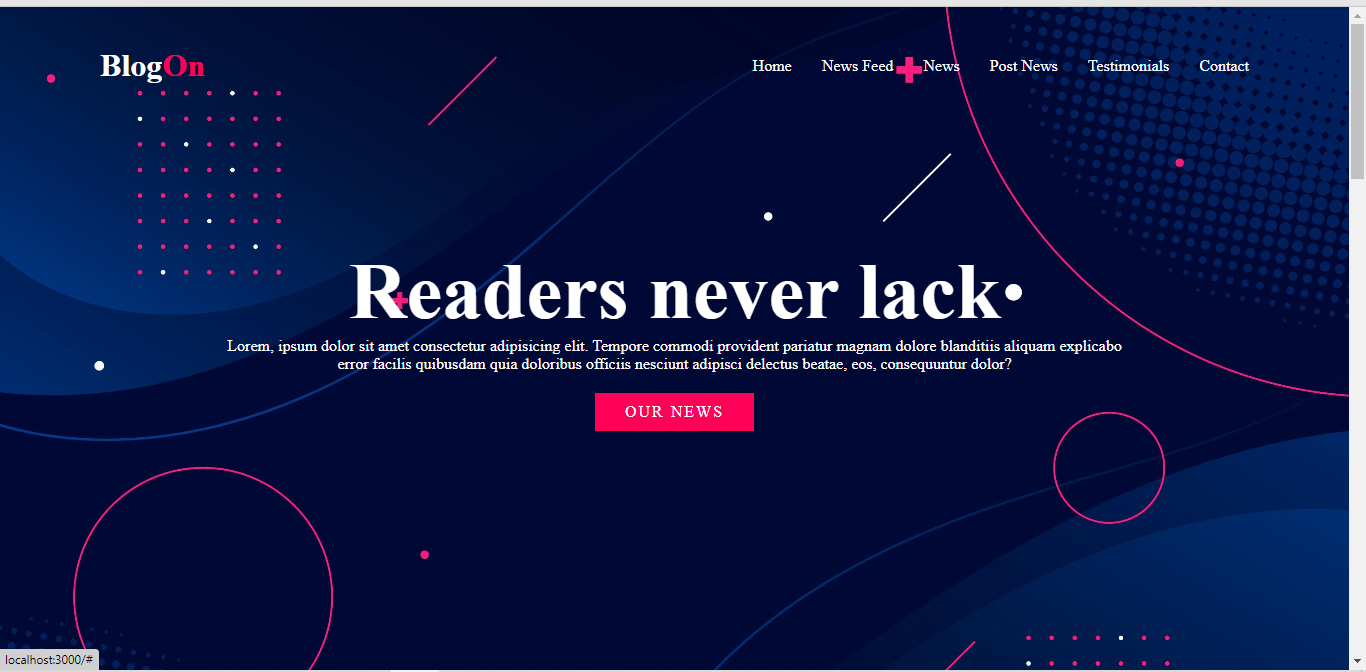 BlogOn
Home News Feed News Post News Testimonials Contact
Readers never lack
Lorem, ipsum dolor sit amet consectetur adipisicing elit. Tempore commodi provident pariatur magnam dolore blanditiis aliquam explicabo
error facilis quibusdam quia doloribus officiis nesciunt adipisci delectus beatae, eos, consequuntur dolor?
OUR NEWS
localhost:3000/#